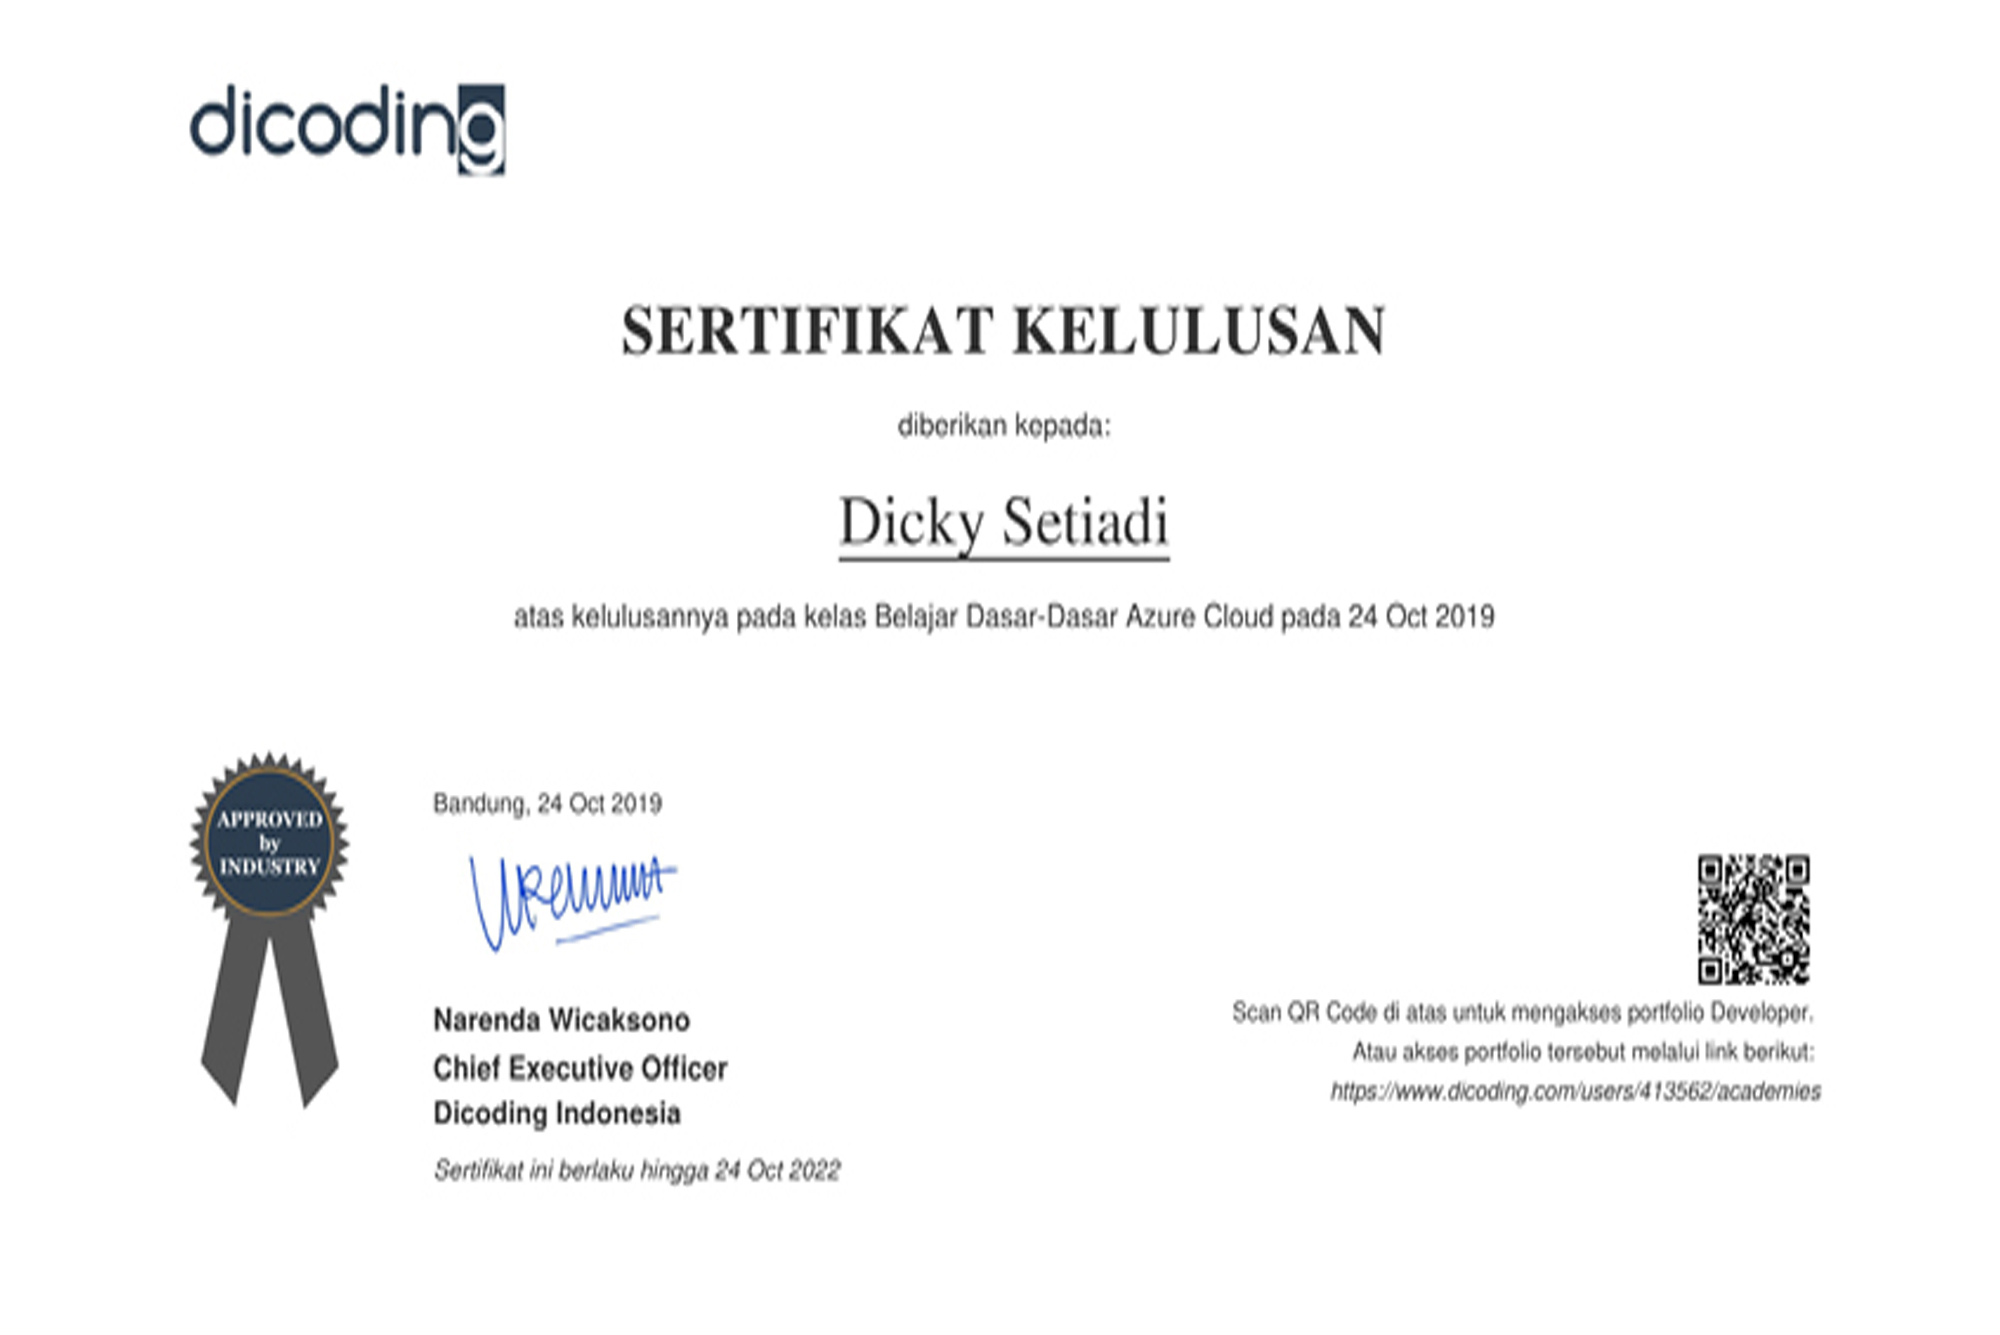 dicoding
SERTIFIKAT KELULUSAN
diberikan kepada:
Dicky Setiadi
atas kelulusannya pada kelas Belajar Dasar-Dasar Azure Cloud pada 24 Oct 2019
APPROVED
by
INDUSTRY
Bandung, 24 Oct 2019
Narenda Wicaksono
Chief Executive Officer
Dicoding Indonesia
Sertifikat ini berlaku hingga 24 Oct 2022
Scan QR Code di atas untuk mengakses portfolio Developer.
Atau akses portfolio tersebut melalui link berikut:
https://www.dicoding.com/users/413562/academies